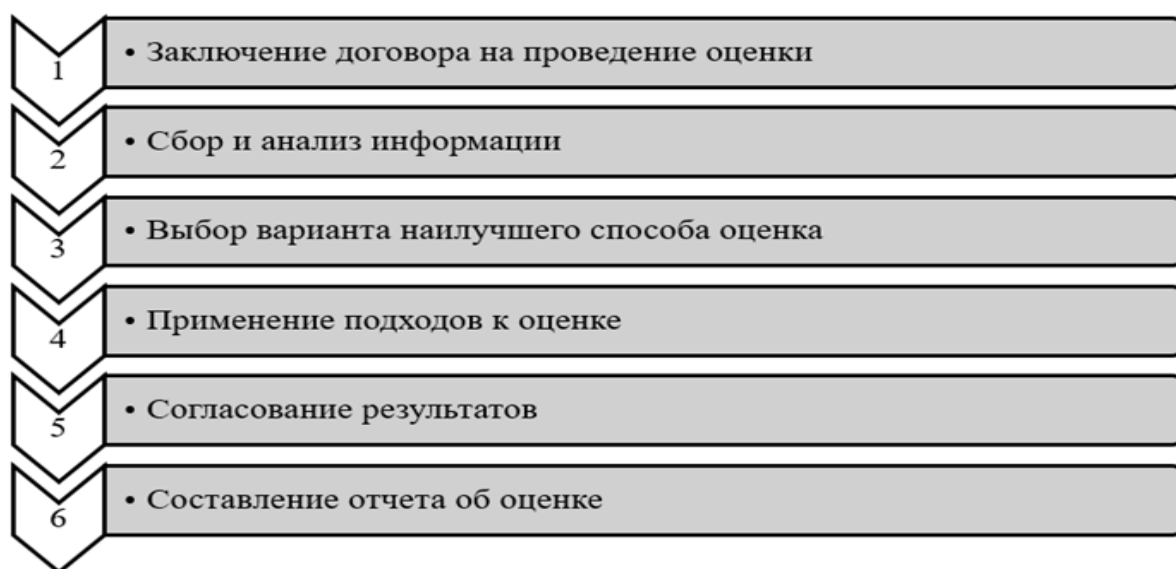 1 • Заключение договора на проведение оценки
2 • Сбор и анализ информации
3 • Выбор варианта наилучшего способа оценка
4 • Применение подходов к оценке
5 • Согласование результатов
6 • Составление отчета об оценке